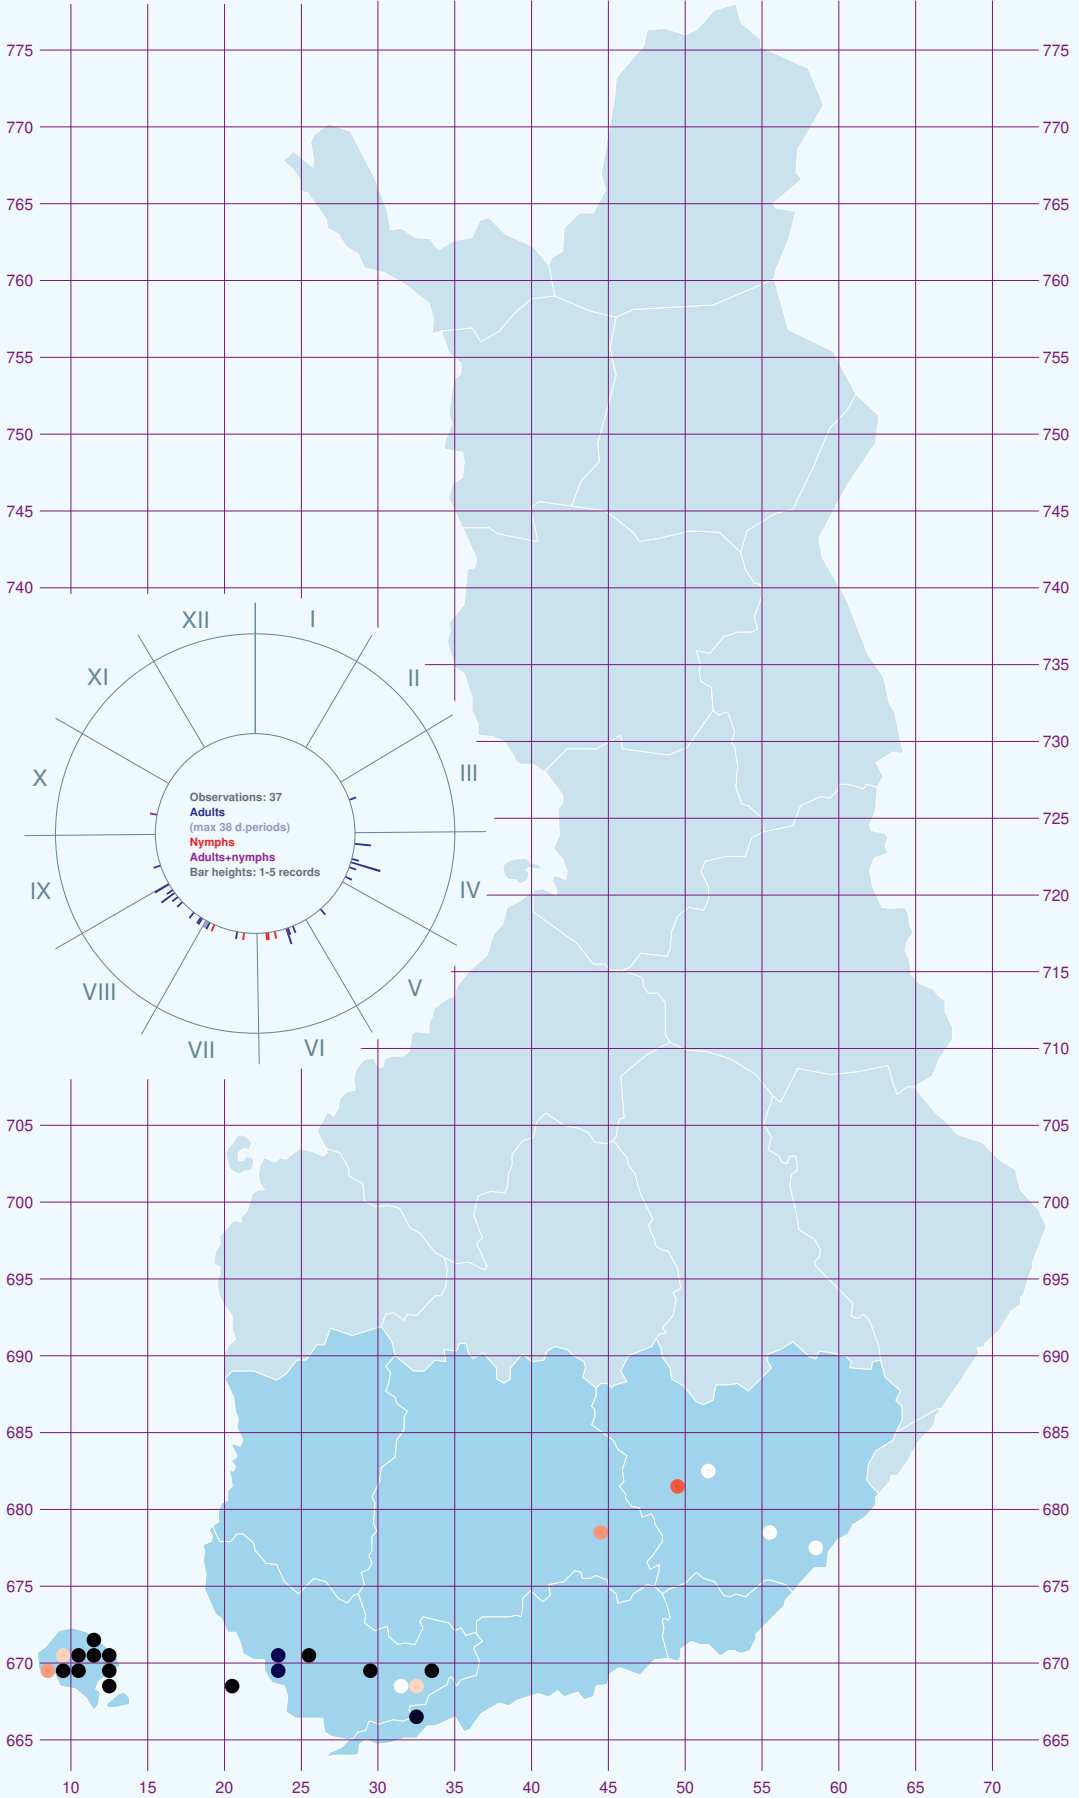 775 775
770 770
765 765
760 760
755 755
750 750
745 745
740 740
XII I
XI II
735
730
X III
725
Observations: 37
Adults
(max 38 d.periods)
Nymphs
Adults+nymphs
Bar heights: 1-5 records
IX IV
720
VIII V
715
VII VI
710
705 705
700 700
695 695
690 690
685 685
680 680
675 675
670 670
665 665
10 15 20 25 30 35 40 45 50 55 60 65 70